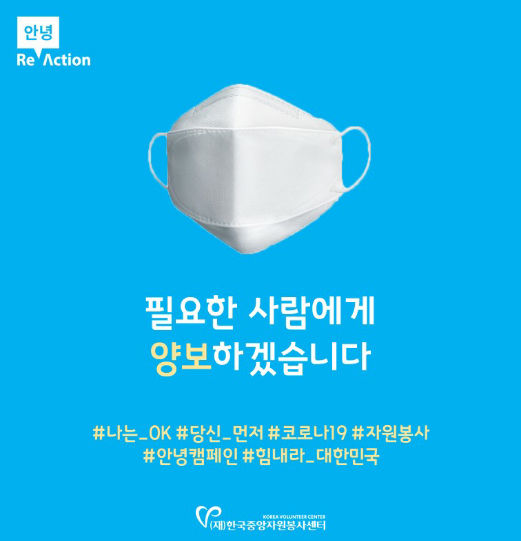 안녕
Re Action
필요한 사람에게
양보하겠습니다
#나는_OK #당신_먼저 #코로나19 #자원봉사
#안녕캠페인 #힘내라_대한민국
KOREA VOLUNTEER CENTER
(재)한국중앙자원봉사센터